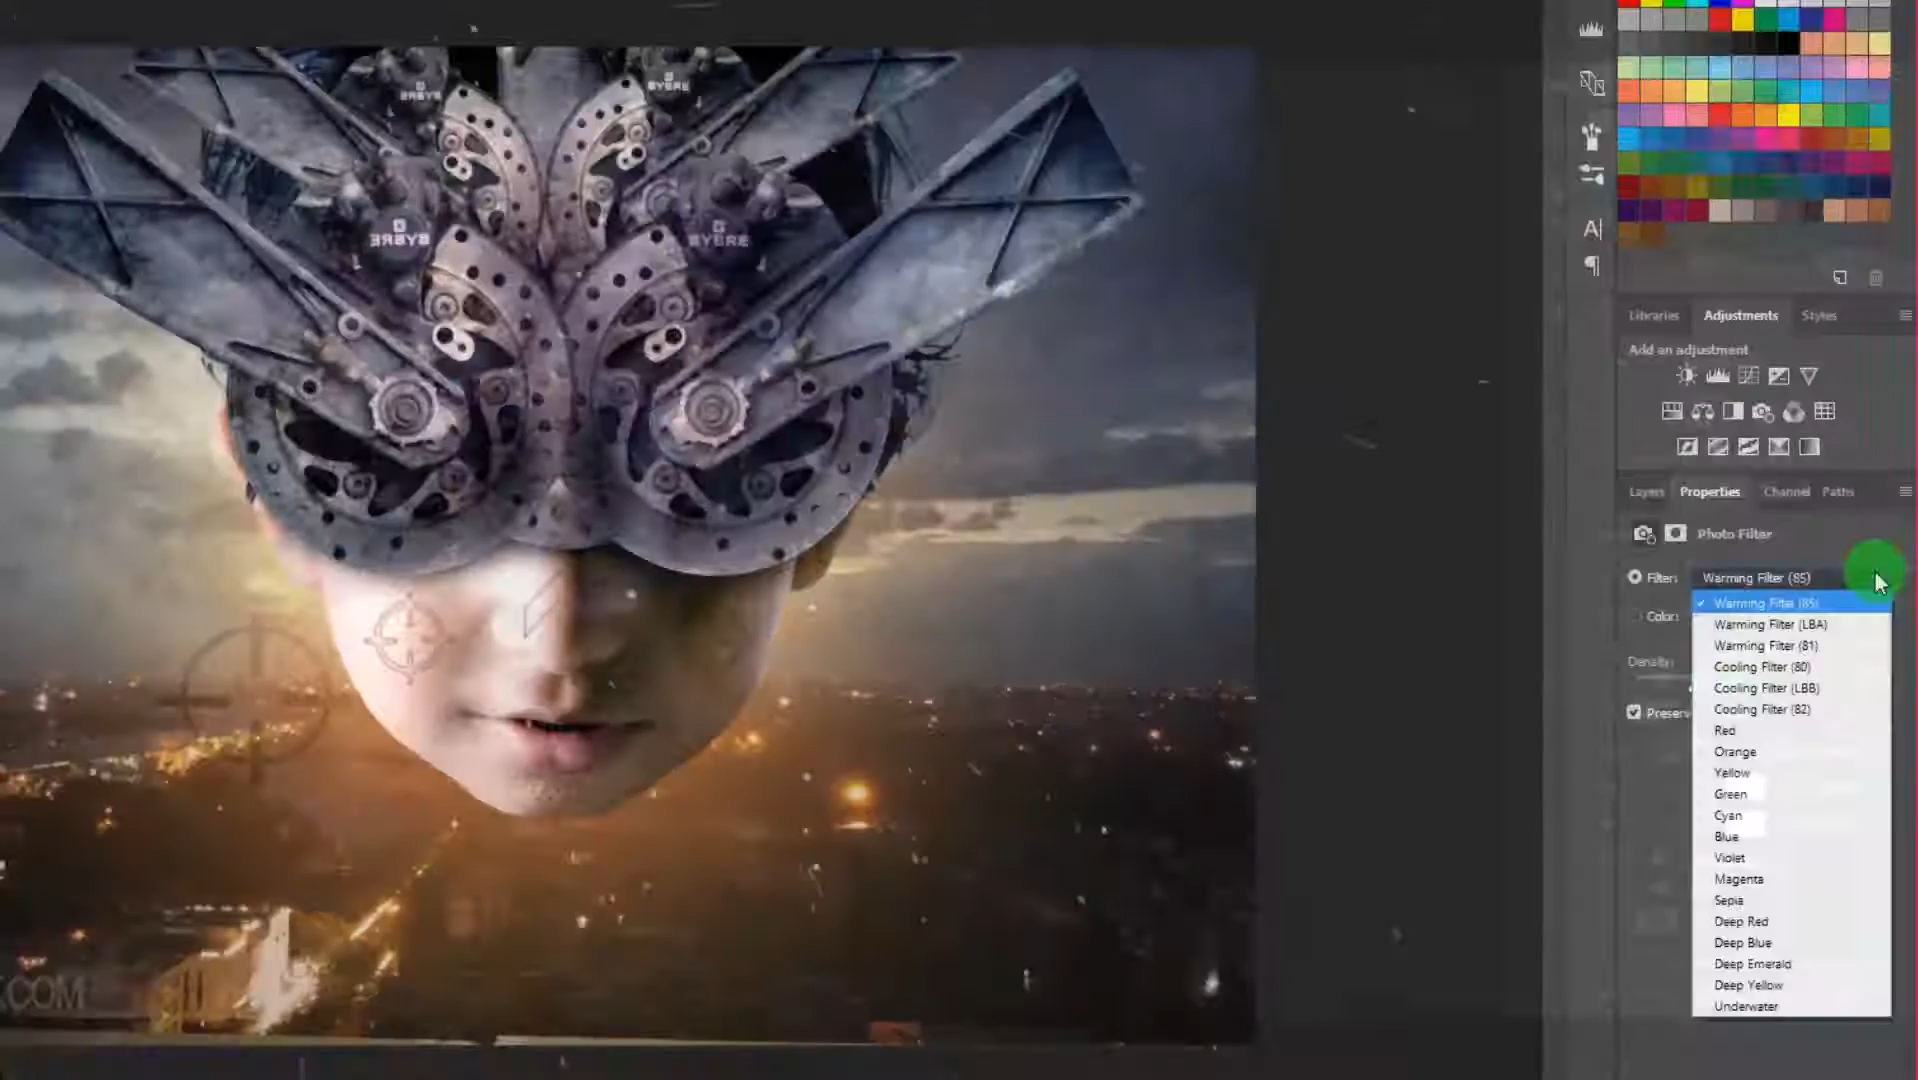 BYBRE
BYBRE
BYBRE
BYBRE
A|
¶
Libraries Adjustments Styles
Add an adjustment
Layers Properties Channel Paths
Photo Filter
Filter: Warming Filter (85)
Color:
Density:
Preserv
✓ Warming Filter (85)
Warming Filter (LBA)
Warming Filter (81)
Cooling Filter (80)
Cooling Filter (LBB)
Cooling Filter (82)
Red
Orange
Yellow
Green
Cyan
Blue
Violet
Magenta
Sepia
Deep Red
Deep Blue
Deep Emerald
Deep Yellow
Underwater
.COM